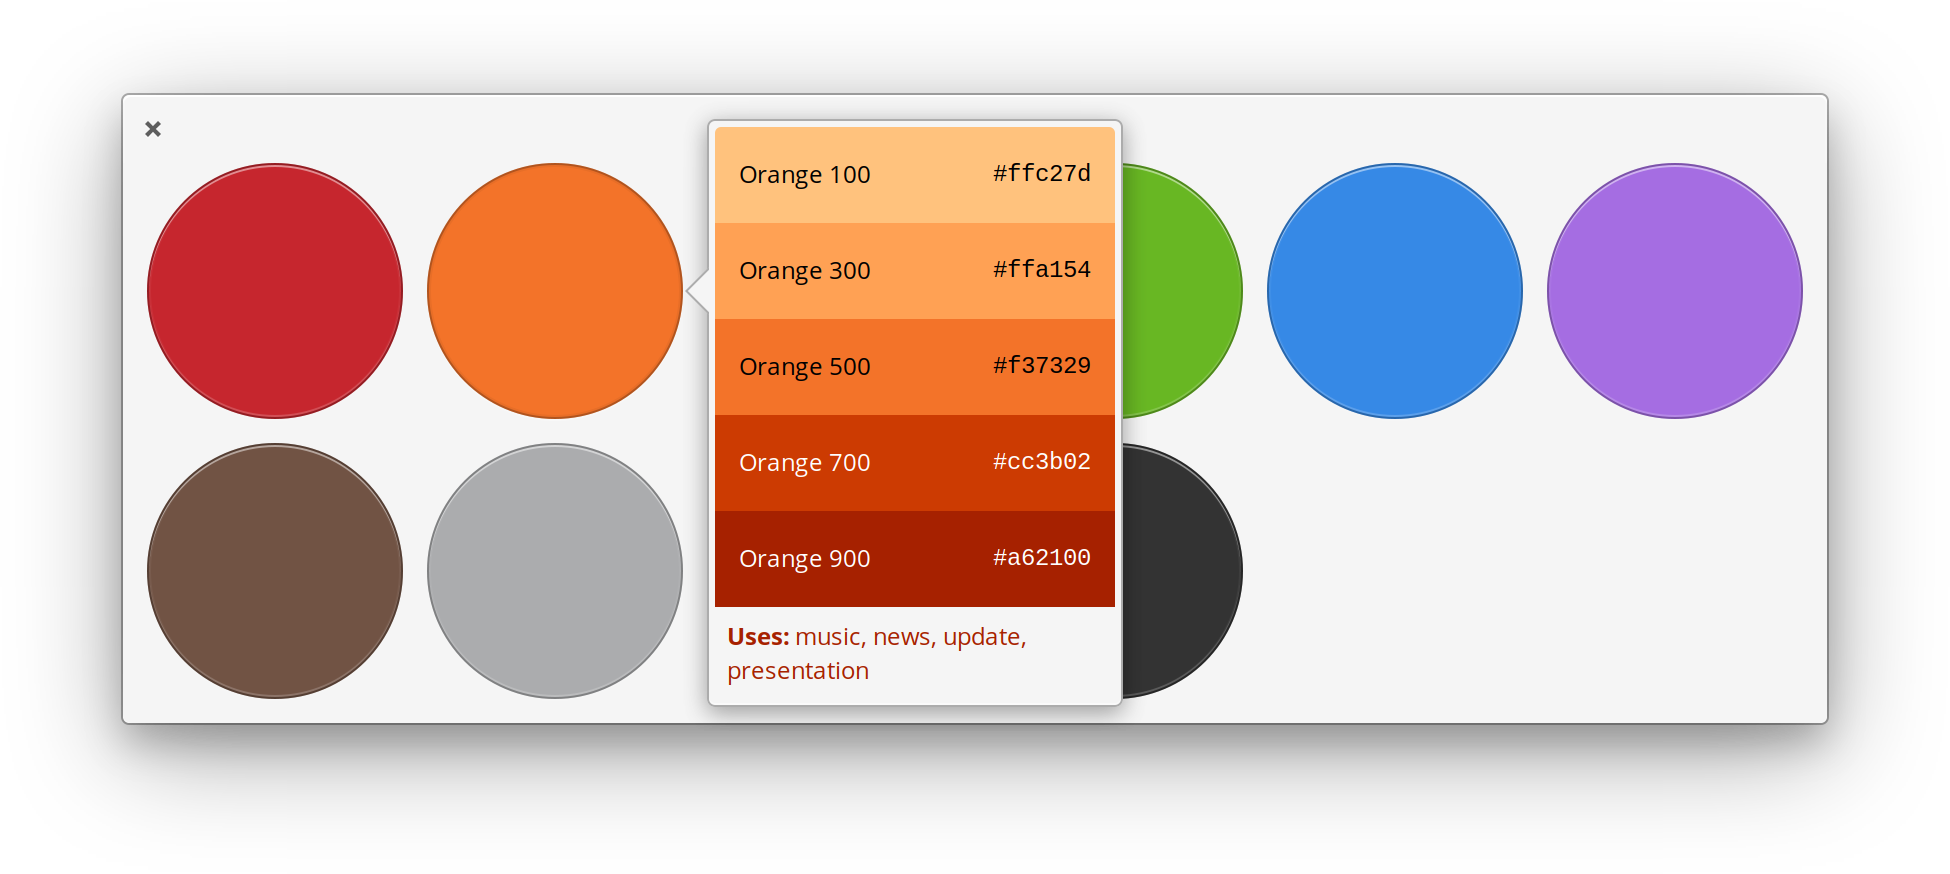 Orange 100 #ffc27d
Orange 300 #ffa154
Orange 500 #f37329
Orange 700 #cc3b02
Orange 900 #a62100
Uses: music, news, update,
presentation